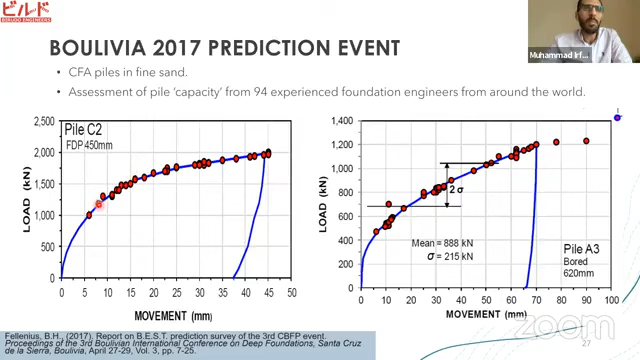 ビルド
BIRUDO ENGINEERS
BOULIVIA 2017 PREDICTION EVENT
• CFA piles in fine sand.
• Assessment of pile ‘capacity’ from 94 experienced foundation engineers from around the world.
Muhammad Irf...
Pile C2
FDP 450mm
LOAD (kN)
2,500
2,000
1,500
1,000
500
0
0 5 10 15 20 25 30 35 40 45 50
MOVEMENT (mm)
LOAD (kN)
1,400
1,200
1,000
800
600
400
200
0
2 σ
Mean = 888 kN
σ = 215 kN
Pile A3
Bored
620mm
0 10 20 30 40 50 60 70 80 90 100
MOVEMENT (mm)
Fellenius, B.H., (2017). Report on B.E.S.T. prediction survey of the 3rd CBFP event.
Proceedings of the 3rd Boulivian International Conference on Deep Foundations, Santa Cruz
de la Sierra, Boulivia, April 27-29, Vol. 3, pp. 7-25.
zoom
27